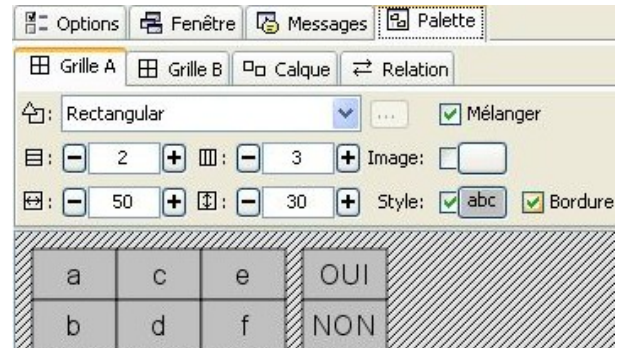 Options Fenêtre Messages Palette
Grille A Grille B Calque Relation
: Rectangular ... Mélanger
: - 2 + : - 3 + Image:
: - 50 + : - 30 + Style: abc Bordure
a c e OUI
b d f NON